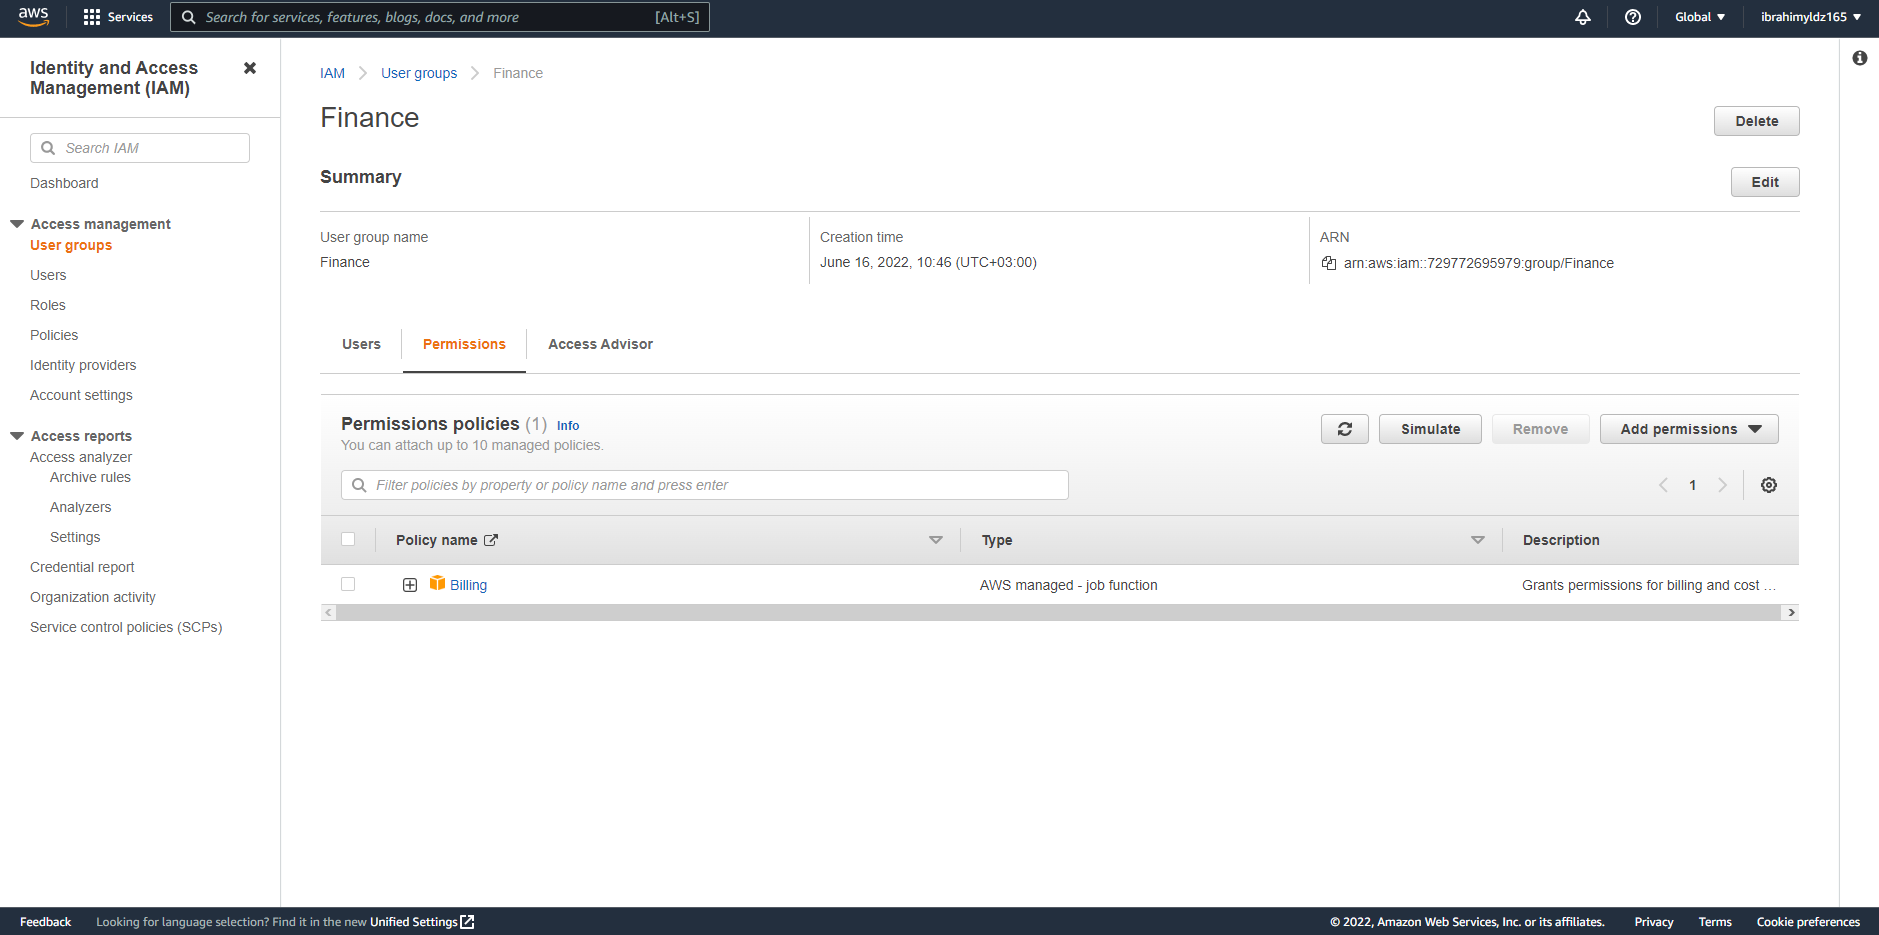 aws
Services
Search for services, features, blogs, docs, and more
[Alt+S]
Global
ibrahimyldz165
Identity and Access
Management (IAM)
Search IAM
Dashboard
Access management
User groups
Users
Roles
Policies
Identity providers
Account settings
Access reports
Access analyzer
Archive rules
Analyzers
Settings
Credential report
Organization activity
Service control policies (SCPs)
IAM > User groups > Finance
Finance
Delete
Summary
Edit
User group name
Finance
Creation time
June 16, 2022, 10:46 (UTC+03:00)
ARN
arn:aws:iam::729772695979:group/Finance
Users
Permissions
Access Advisor
Permissions policies (1) Info
You can attach up to 10 managed policies.
Simulate
Remove
Add permissions
Filter policies by property or policy name and press enter
1
Policy name
Type
Description
Billing
AWS managed - job function
Grants permissions for billing and cost ...
Feedback
Looking for language selection? Find it in the new Unified Settings
© 2022, Amazon Web Services, Inc. or its affiliates.
Privacy
Terms
Cookie preferences